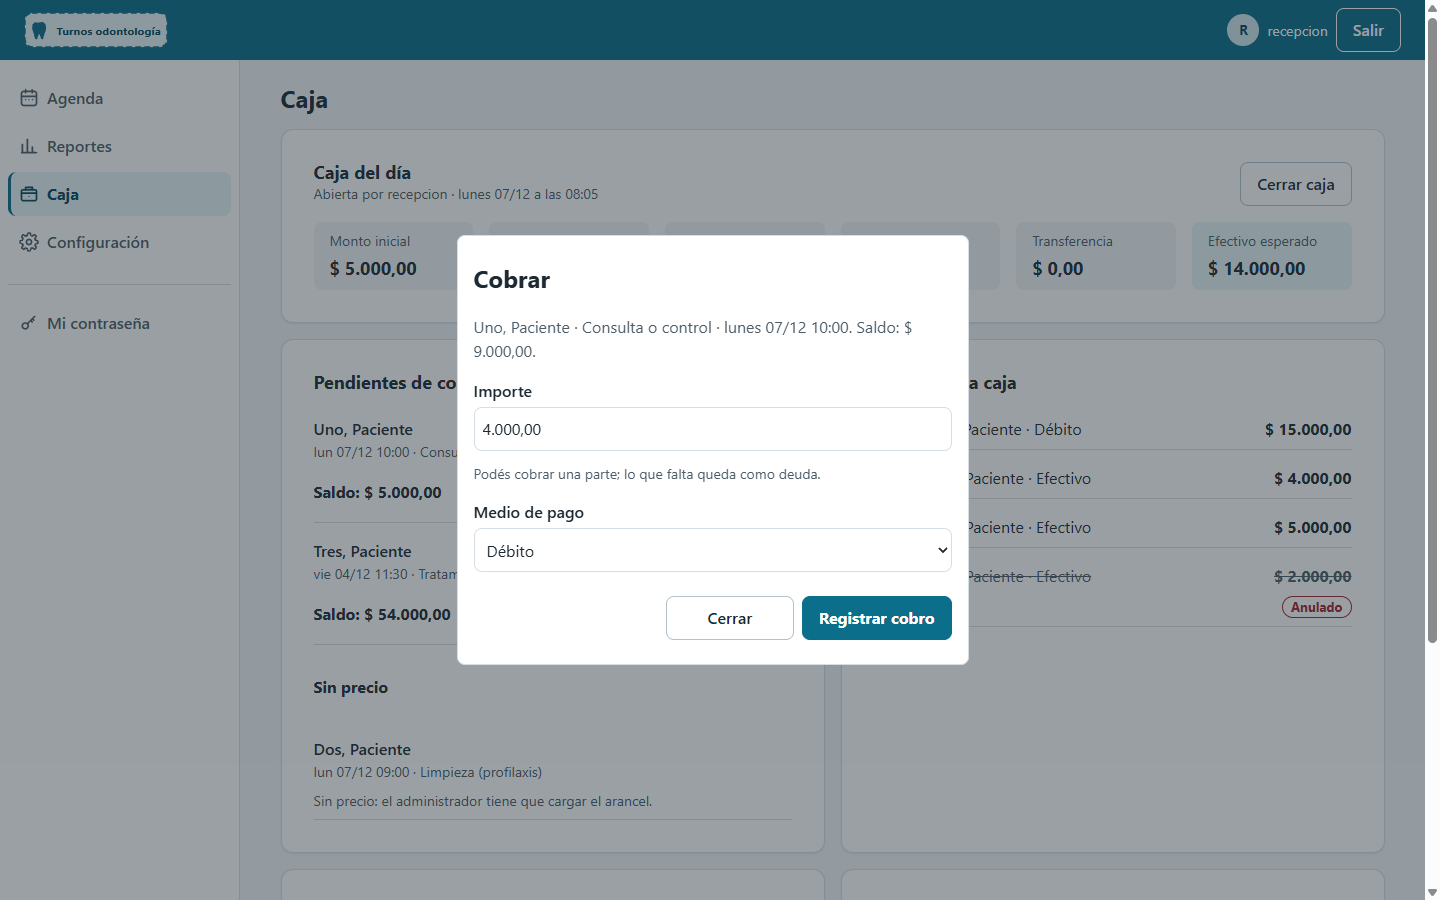 Turnos odontología
R
recepcion
Salir
Agenda
Reportes
Caja
Configuración
Mi contraseña
Caja
Caja del día
Abierta por recepcion · lunes 07/12 a las 08:05
Cerrar caja
Monto inicial
$ 5.000,00
Transferencia
$ 0,00
Efectivo esperado
$ 14.000,00
Pendientes de co
Uno, Paciente
lun 07/12 10:00 · Consu
Saldo: $ 5.000,00
Tres, Paciente
vie 04/12 11:30 · Tratam
Saldo: $ 54.000,00
Sin precio
Dos, Paciente
lun 07/12 09:00 · Limpieza (profilaxis)
Sin precio: el administrador tiene que cargar el arancel.
Cobrar
Uno, Paciente · Consulta o control · lunes 07/12 10:00. Saldo: $
9.000,00.
Importe
4.000,00
Podés cobrar una parte; lo que falta queda como deuda.
Medio de pago
Débito
Cerrar
Registrar cobro
a caja
Paciente · Débito
$ 15.000,00
Paciente · Efectivo
$ 4.000,00
Paciente · Efectivo
$ 5.000,00
Paciente · Efectivo
$ 2.000,00
Anulado